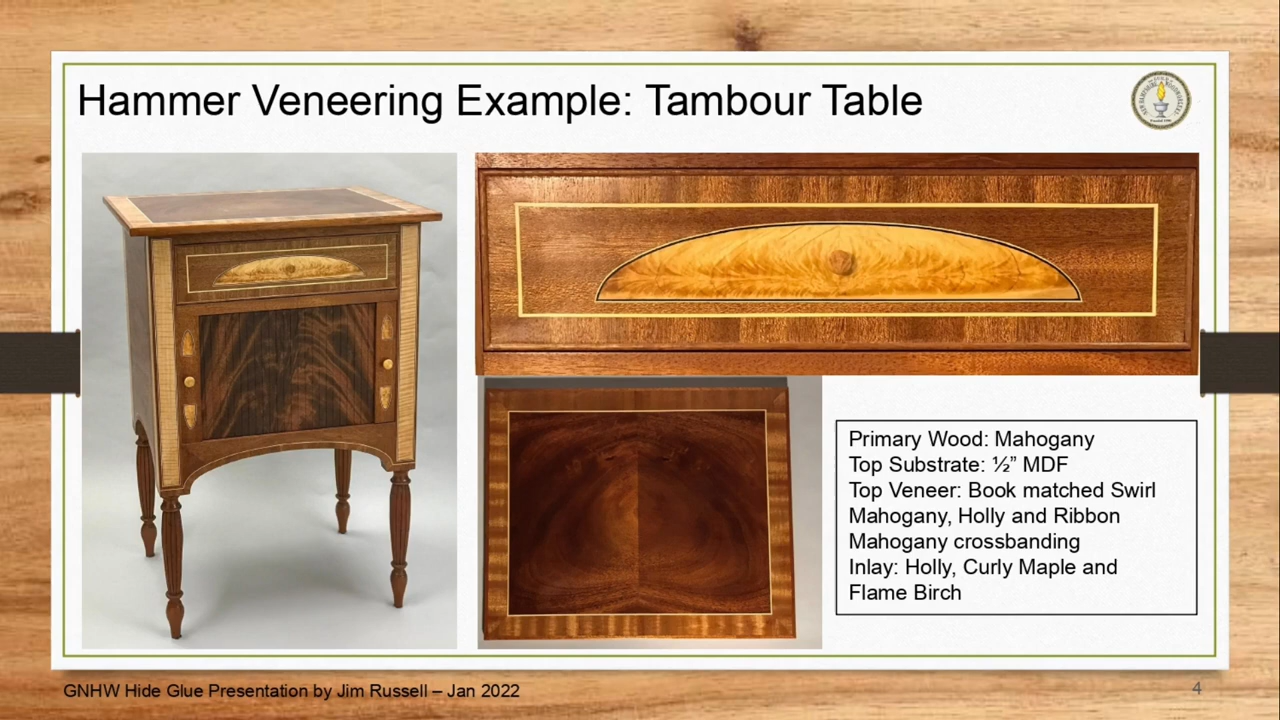 Hammer Veneering Example: Tambour Table
Primary Wood: Mahogany
Top Substrate: ½” MDF
Top Veneer: Book matched Swirl
Mahogany, Holly and Ribbon
Mahogany crossbanding
Inlay: Holly, Curly Maple and
Flame Birch
GNHW Hide Glue Presentation by Jim Russell – Jan 2022
4